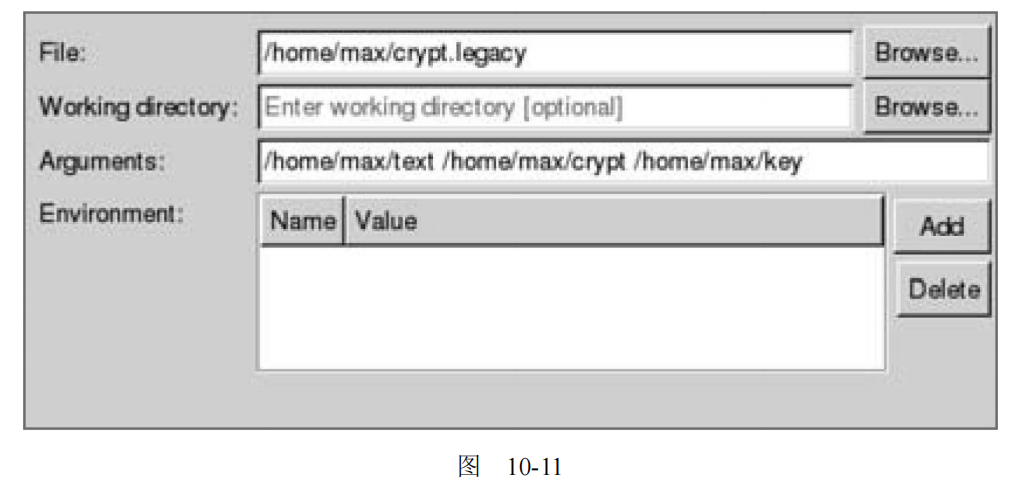 File: /home/max/crypt.legacy Browse...
Working directory: Enter working directory [optional] Browse...
Arguments: /home/max/text /home/max/crypt /home/max/key
Environment: Name Value Add
Delete
图 10-11